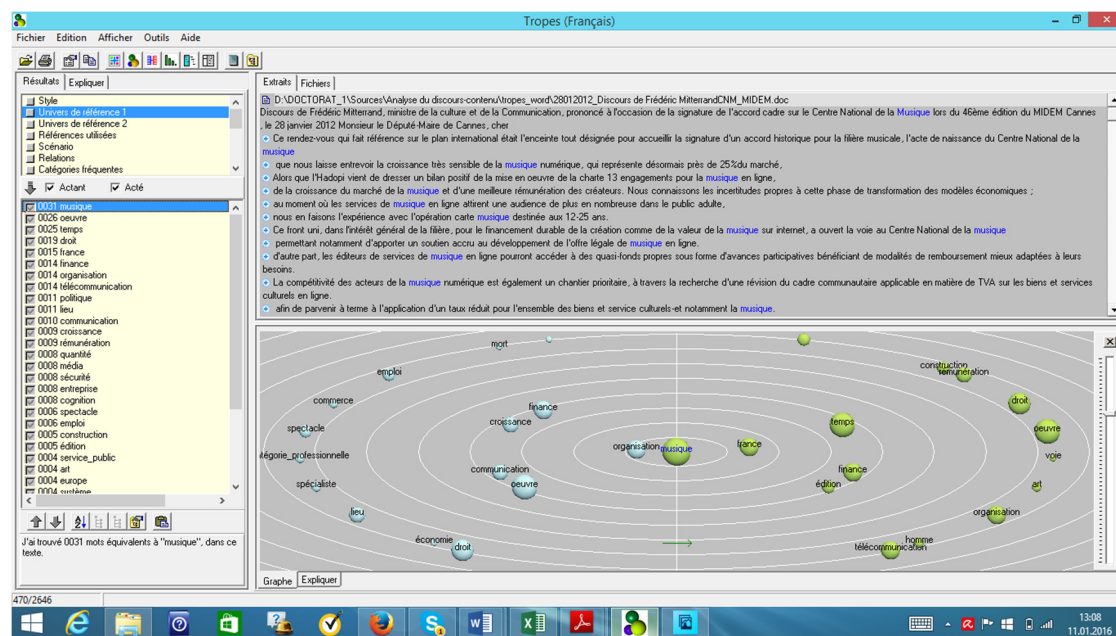 Tropes (Français)
Fichier Edition Afficher Outils Aide
Résultats Expliquer
Style
Univers de référence 1
Univers de référence 2
Références utilisées
Scénario
Relations
Catégories fréquentes
Actant Acté
0031 musique
0026 oeuvre
0025 temps
0019 droit
0015 france
0014 finance
0014 organisation
0014 télécommunication
0011 politique
0011 lieu
0010 communication
0009 croissance
0009 rémunération
0008 quantité
0008 média
0008 sécurité
0008 entreprise
0008 cognition
0006 spectacle
0006 emploi
0005 construction
0005 édition
0004 service_public
0004 art
0004 europe
0004 système
J'ai trouvé 0031 mots équivalents à "musique", dans ce
texte.
Extraits Fichiers
D:\DOCTORAT_1\Sources\Analyse du discours-contenu\tropes_word\28012012_Discours de Frédéric MitterrandCNM_MIDEM.doc
Discours de Frédéric Mitterrand, ministre de la culture et de la Communication, prononcé à l'occasion de la signature de l'accord cadre sur le Centre National de la Musique lors du 46ème édition du MIDEM Cannes
, le 28 janvier 2012 Monsieur le Député-Maire de Cannes, cher
Ce rendez-vous qui fait référence sur le plan international était l'enceinte tout désignée pour accueillir la signature d'un accord historique pour la filière musicale, l'acte de naissance du Centre National de la
musique
que nous laisse entrevoir la croissance très sensible de la musique numérique, qui représente désormais près de 25%du marché,
Alors que l'Hadopi vient de dresser un bilan positif de la mise en oeuvre de la charte 13 engagements pour la musique en ligne,
de la croissance du marché de la musique et d'une meilleure rémunération des créateurs. Nous connaissons les incertitudes propres à cette phase de transformation des modèles économiques ;
au moment où les services de musique en ligne attirent une audience de plus en nombreuse dans le public adulte,
nous en faisons l'expérience avec l'opération carte musique destinée aux 12-25 ans.
Ce front uni, dans l'intérêt général de la filière, pour le financement durable de la création comme de la valeur de la musique sur internet, a ouvert la voie au Centre National de la musique
permettant notamment d'apporter un soutien accru au développement de l'offre légale de musique en ligne.
d'autre part, les éditeurs de services de musique en ligne pourront accéder à des quasi-fonds propres sous forme d'avances participatives bénéficiant de modalités de remboursement mieux adaptées à leurs
besoins.
La compétitivité des acteurs de la musique numérique est également un chantier prioritaire, à travers la recherche d'une révision du cadre communautaire applicable en matière de TVA sur les biens et services
culturels en ligne.
afin de parvenir à terme à l'application d'un taux réduit pour l'ensemble des biens et service culturels-et notamment la musique.
mort
construction
emploi rémunération
commerce droit
finance
croissance temps
spectacle oeuvre
organisation musique france
tégorie_professionnelle voie
communication finance
spécialiste oeuvre édition art
lieu organisation
économie homme
droit télécommunication
Graphe Expliquer
470/2646
13:08
11.01.2016